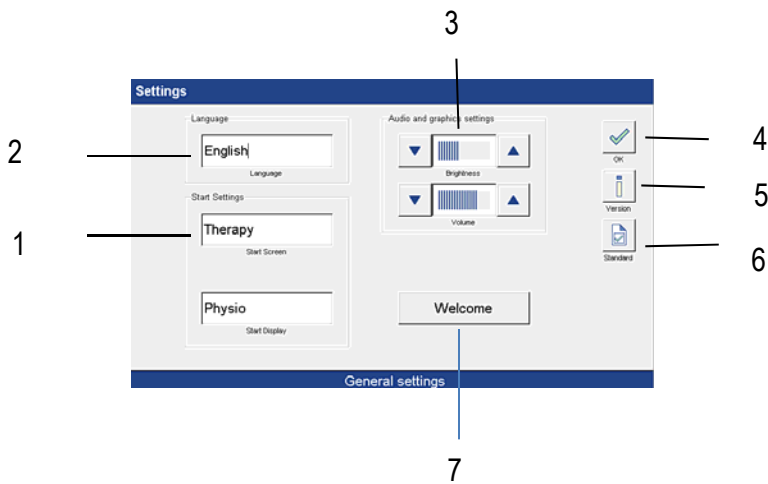 3
Settings
Language
English
Language
2
Start Settings
Therapy
Start Screen
1
Physio
Start Display
Audio and graphics settings
Brightness
Volume
Welcome
OK
4
Version
5
Standard
6
General settings
7